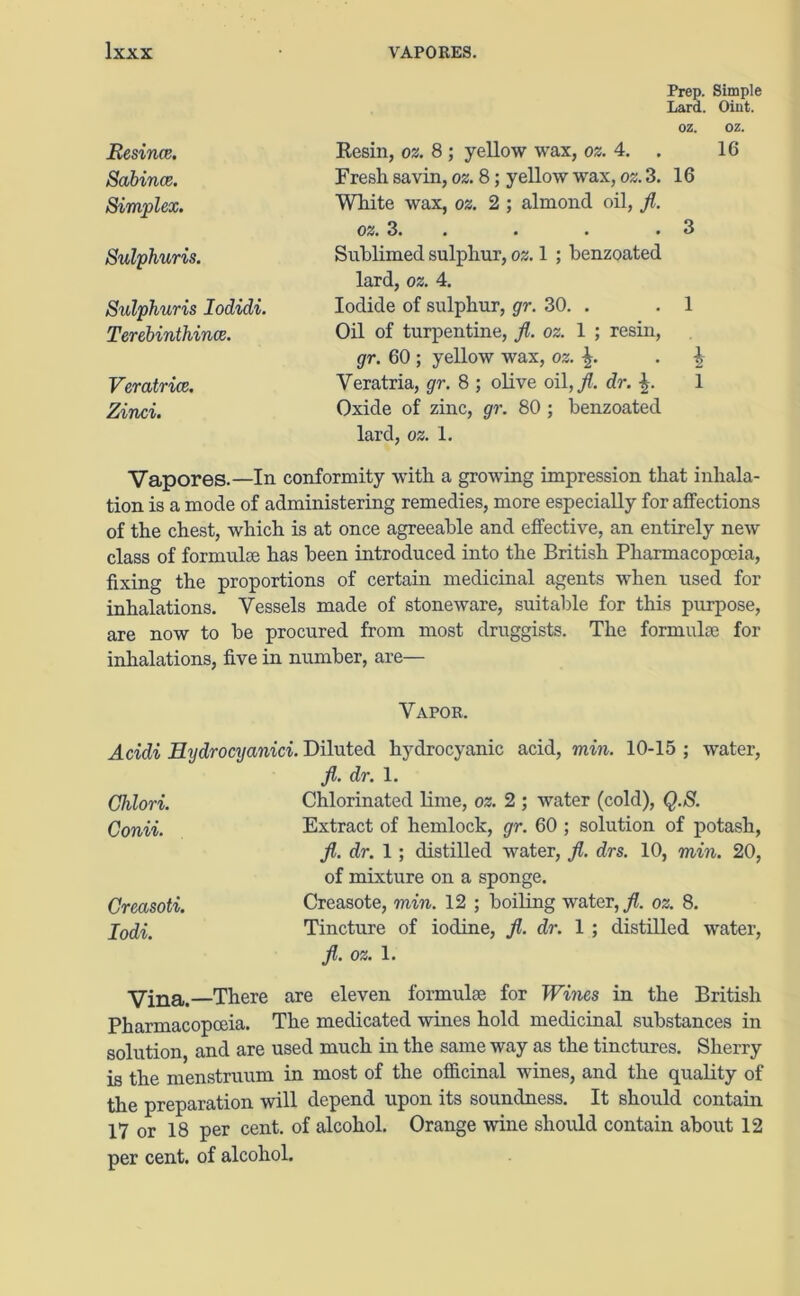 lxxx VAPORES.
Prep. Simple
Lard. Oint.
oz. oz.
Resinæ. Resin, oz. 8 ; yellow wax, oz. 4. . 16
Sabinæ. Fresh savin, oz. 8 ; yellow wax, oz. 3. 16
Simplex. White wax, oz. 2 ; almond oil, fl.
oz. 3. . . . . 3
Sulphuris. Sublimed sulphur, oz. 1 ; benzoated
lard, oz. 4.
Sulphuris Iodidi. Iodide of sulphur, gr. 30. . . 1
Terebinthinæ. Oil of turpentine, fl. oz. 1 ; resin,
gr. 60 ; yellow wax, oz. ½. . ½
Veratriæ. Veratria, gr. 8 ; olive oil, fl. dr. ½. 1
Zinci. Oxide of zinc, gr. 80 ; benzoated
lard, oz. 1.
Vapores.—In conformity with a growing impression that inhala-
tion is a mode of administering remedies, more especially for affections
of the chest, which is at once agreeable and effective, an entirely new
class of formulæ has been introduced into the British Pharmacopœia,
fixing the proportions of certain medicinal agents when used for
inhalations. Vessels made of stoneware, suitable for this purpose,
are now to be procured from most druggists. The formulæ for
inhalations, five in number, are—
VAPOR.
Acidi Hydrocyanici. Diluted hydrocyanic acid, min. 10-15 ; water,
fl. dr. 1.
Chlori. Chlorinated lime, oz. 2 ; water (cold), Q.S.
Conii. Extract of hemlock, gr. 60 ; solution of potash,
fl. dr. 1 ; distilled water, fl. drs. 10, min. 20,
of mixture on a sponge.
Creasoti. Creasote, min. 12 ; boiling water, fl. oz. 8.
Iodi. Tincture of iodine, fl. dr. 1 ; distilled water,
fl. oz. 1.
Vina.—There are eleven formulæ for Wines in the British
Pharmacopœia. The medicated wines hold medicinal substances in
solution, and are used much in the same way as the tinctures. Sherry
is the menstruum in most of the officinal wines, and the quality of
the preparation will depend upon its soundness. It should contain
17 or 18 per cent. of alcohol. Orange wine should contain about 12
per cent. of alcohol.